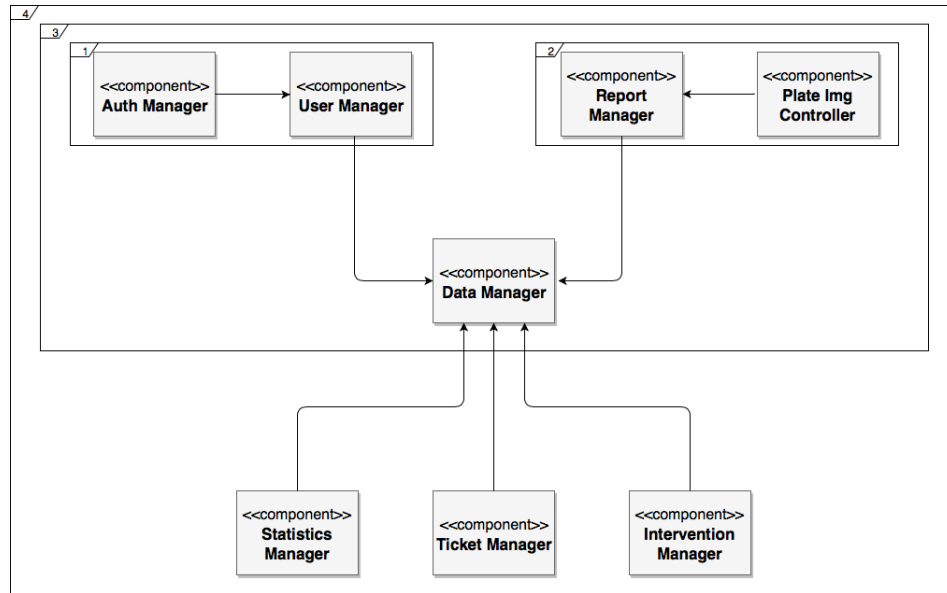 4
3
1
2
<<component>>
Auth Manager
<<component>>
User Manager
<<component>>
Report
Manager
<<component>>
Plate Img
Controller
<<component>>
Data Manager
<<component>>
Statistics
Manager
<<component>>
Ticket Manager
<<component>>
Intervention
Manager